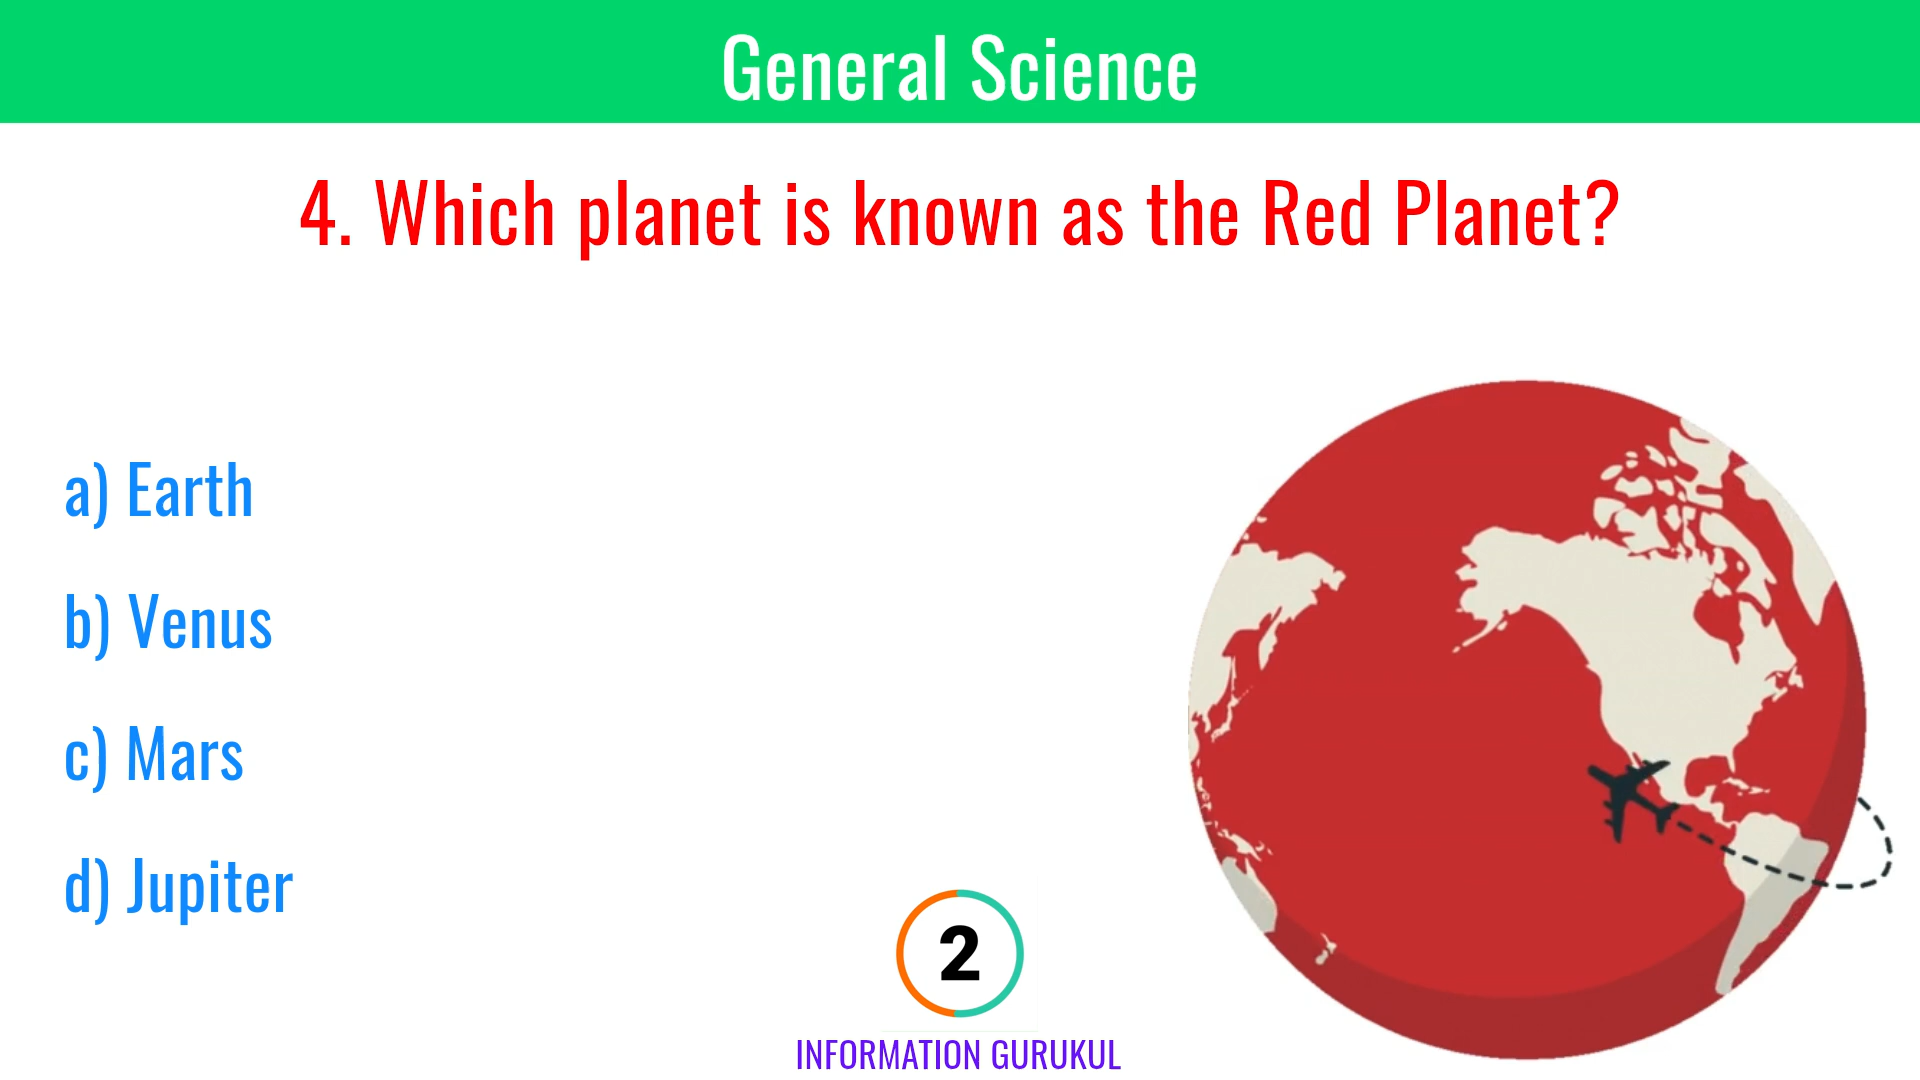 General Science
4. Which planet is known as the Red Planet?
a) Earth
b) Venus
c) Mars
d) Jupiter
2
INFORMATION GURUKUL